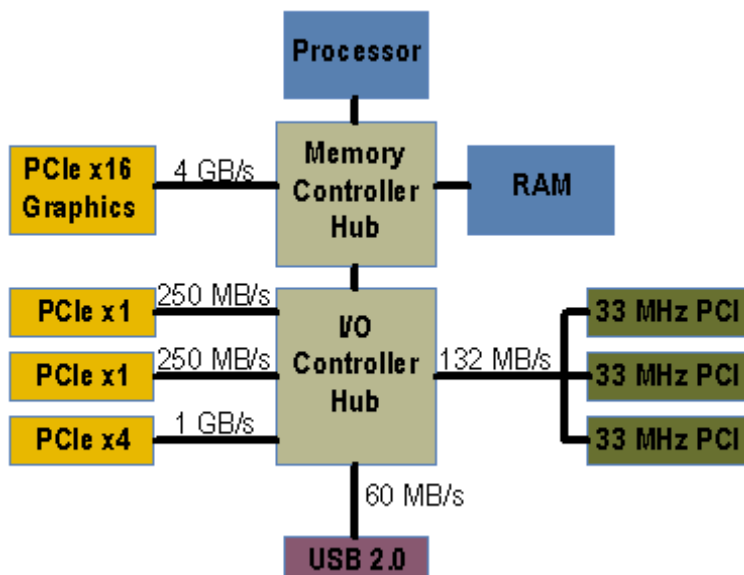 Processor
PCIe x16
Graphics
4 GB/s
Memory
Controller
Hub
RAM
PCIe x1
250 MB/s
I/O
Controller
Hub
132 MB/s
33 MHz PCI
PCIe x1
250 MB/s
33 MHz PCI
PCIe x4
1 GB/s
33 MHz PCI
60 MB/s
USB 2.0